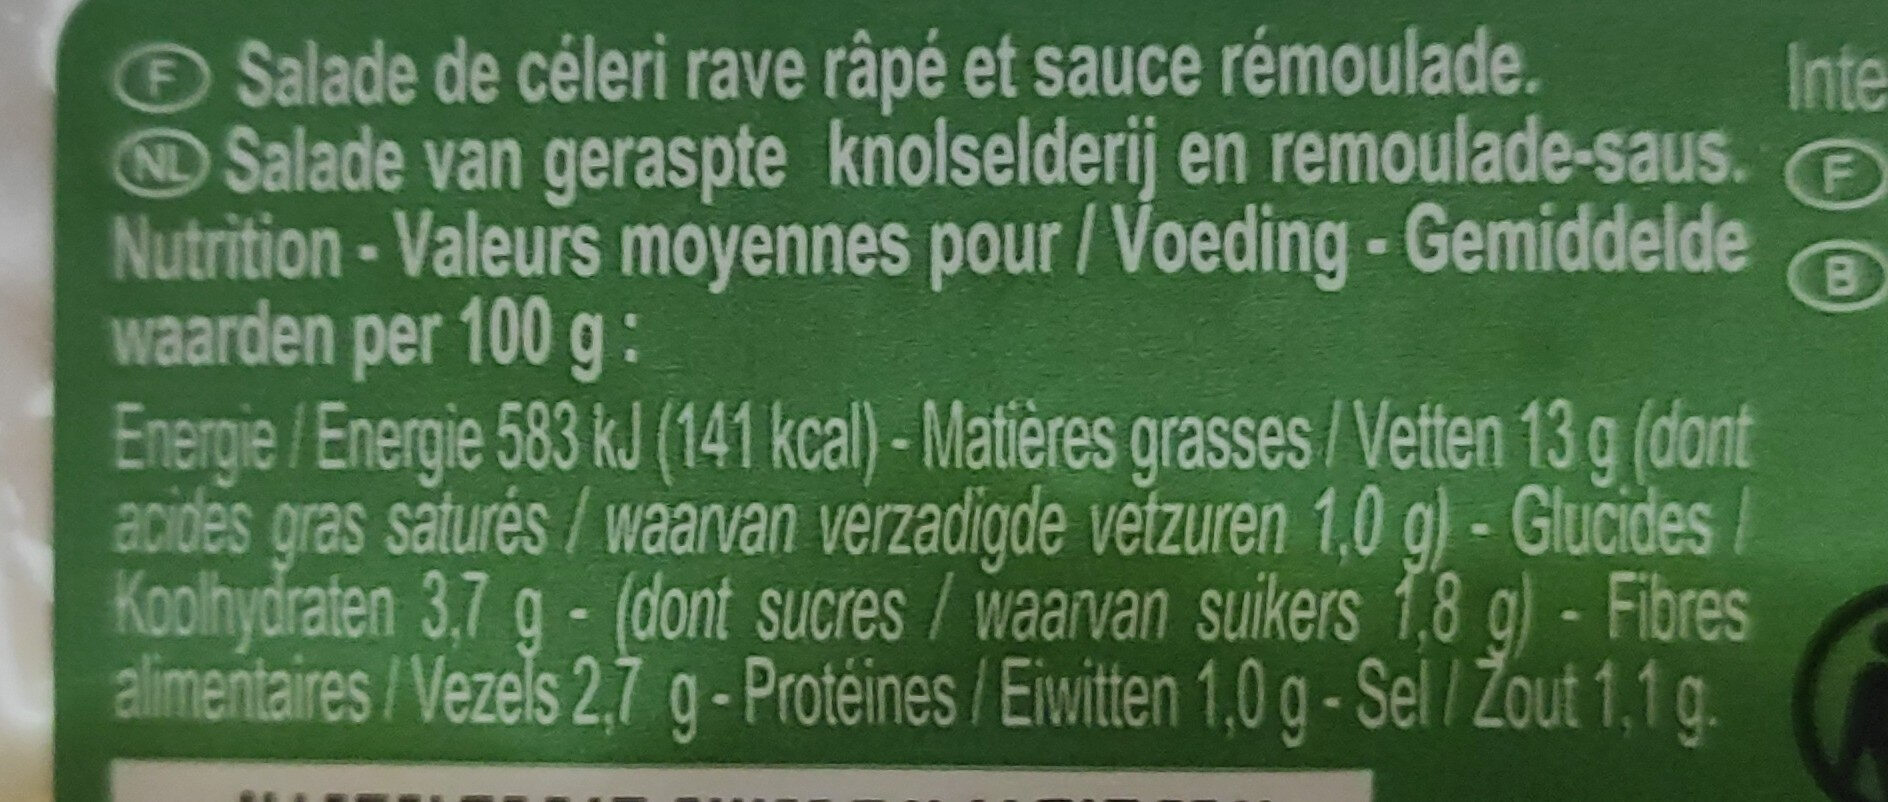 F Salade de céleri rave râpé et sauce rémoulade.
NL Salade van geraspte knolselderij en remoulade-saus.
Nutrition - Valeurs moyennes pour / Voeding - Gemiddelde
waarden per 100 g :
Energie / Energie 583 kJ (141 kcal) - Matières grasses / Vetten 13 g (dont
acides gras saturés / waarvan verzadigde vetzuren 1,0 g) - Glucides /
Koolhydraten 3,7 g - (dont sucres / waarvan suikers 1,8 g) - Fibres
alimentaires / Vezels 2,7 g - Protéines / Eiwitten 1,0 g - Sel / Zout 1,1 g.
Inte
F
B